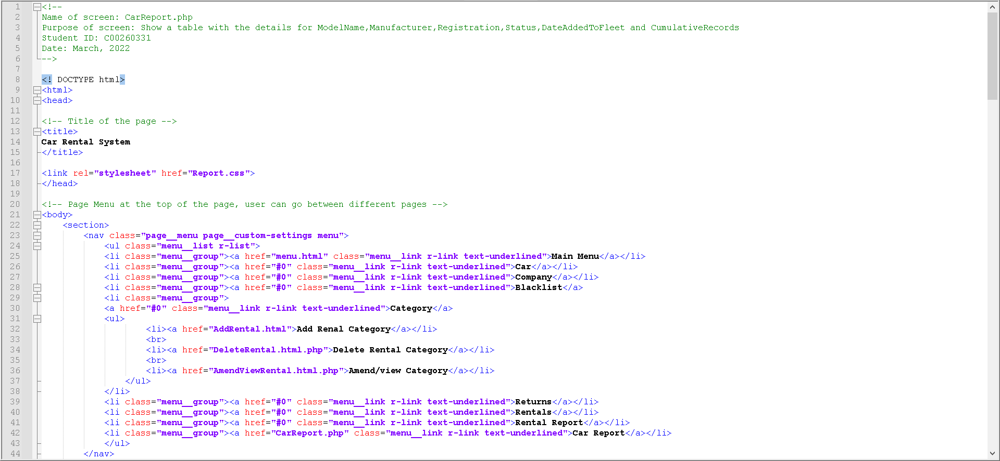 1 <!--
2 Name of screen: CarReport.php
3 Purpose of screen: Show a table with the details for ModelName,Manufacturer,Registration,Status,DateAddedToFleet and CumulativeRecords
4 Student ID: C00260331
5 Date: March, 2022
6 -->
7
8 <! DOCTYPE html>
9 <html>
10 <head>
11
12 <!-- Title of the page -->
13 <title>
14 Car Rental System
15 </title>
16
17 <link rel="stylesheet" href="Report.css">
18 </head>
19
20 <!-- Page Menu at the top of the page, user can go between different pages -->
21 <body>
22 <section>
23 <nav class="page__menu page__custom-settings menu">
24 <ul class="menu__list r-list">
25 <li class="menu__group"><a href="menu.html" class="menu__link r-link text-underlined">Main Menu</a></li>
26 <li class="menu__group"><a href="#0" class="menu__link r-link text-underlined">Car</a></li>
27 <li class="menu__group"><a href="#0" class="menu__link r-link text-underlined">Company</a></li>
28 <li class="menu__group"><a href="#0" class="menu__link r-link text-underlined">Blacklist</a>
29 <li class="menu__group">
30 <a href="#0" class="menu__link r-link text-underlined">Category</a>
31 <ul>
32 <li><a href="AddRental.html">Add Renal Category</a></li>
33 <br>
34 <li><a href="DeleteRental.html.php">Delete Rental Category</a></li>
35 <br>
36 <li><a href="AmendViewRental.html.php">Amend/view Category</a></li>
37 </ul>
38 </li>
39 <li class="menu__group"><a href="#0" class="menu__link r-link text-underlined">Returns</a></li>
40 <li class="menu__group"><a href="#0" class="menu__link r-link text-underlined">Rentals</a></li>
41 <li class="menu__group"><a href="#0" class="menu__link r-link text-underlined">Rental Report</a></li>
42 <li class="menu__group"><a href="CarReport.php" class="menu__link r-link text-underlined">Car Report</a></li>
43 </ul>
44 </nav>